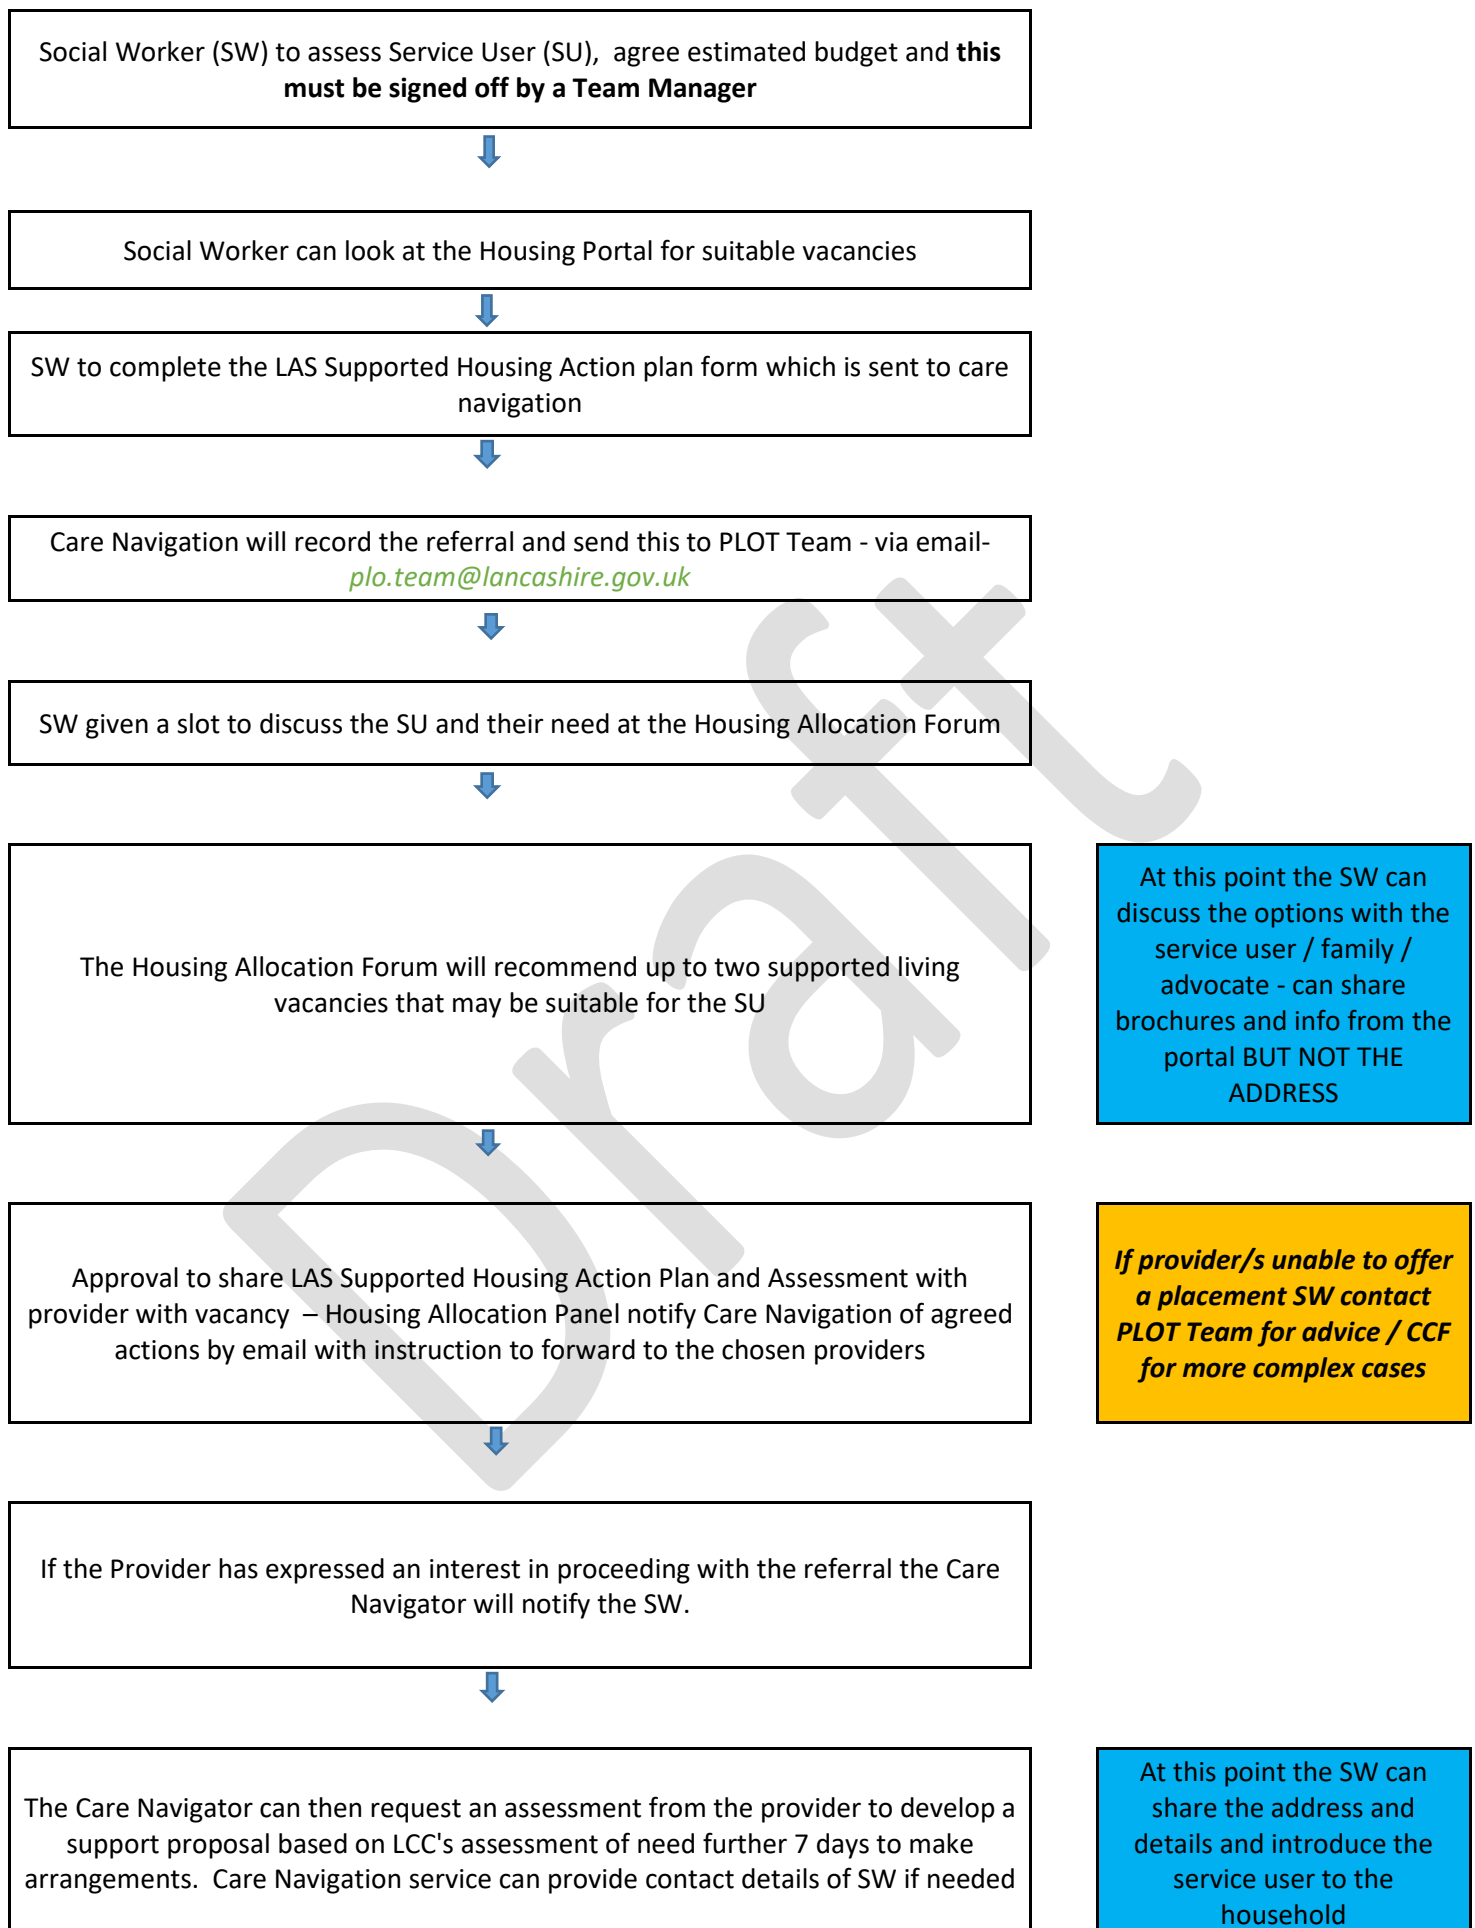 Social Worker (SW) to assess Service User (SU),  agree estimated budget and this
must be signed off by a Team Manager
Social Worker can look at the Housing Portal for suitable vacancies
SW to complete the LAS Supported Housing Action plan form which is sent to care
navigation
Care Navigation will record the referral and send this to PLOT Team - via email-
plo.team@lancashire.gov.uk
SW given a slot to discuss the SU and their need at the Housing Allocation Forum
The Housing Allocation Forum will recommend up to two supported living
vacancies that may be suitable for the SU
At this point the SW can
discuss the options with the
service user / family /
advocate - can share
brochures and info from the
portal BUT NOT THE
ADDRESS
Approval to share LAS Supported Housing Action Plan and Assessment with
provider with vacancy  – Housing Allocation Panel notify Care Navigation of agreed
actions by email with instruction to forward to the chosen providers
If provider/s unable to offer
a placement SW contact
PLOT Team for advice / CCF
for more complex cases
If the Provider has expressed an interest in proceeding with the referral the Care
Navigator will notify the SW.
The Care Navigator can then request an assessment from the provider to develop a
support proposal based on LCC's assessment of need further 7 days to make
arrangements.  Care Navigation service can provide contact details of SW if needed
At this point the SW can
share the address and
details and introduce the
service user to the
household
Draft